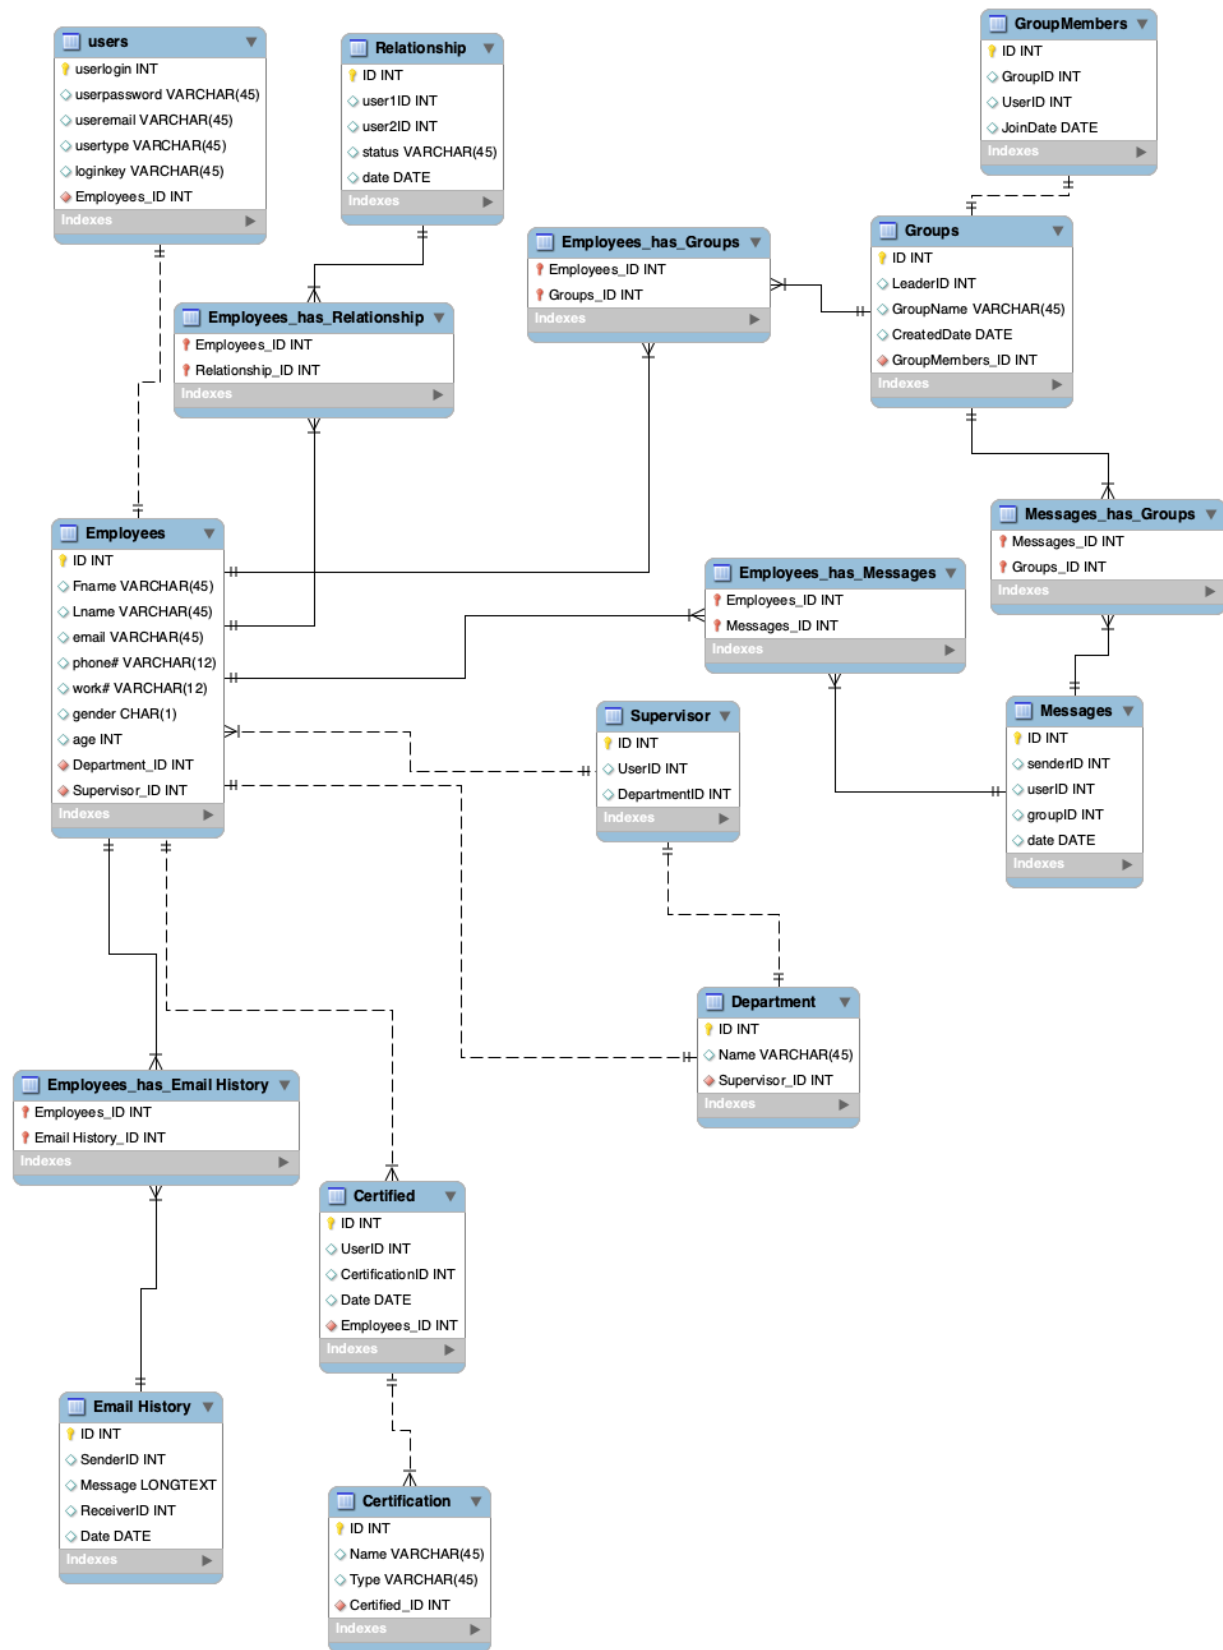 users
userlogin INT
userpassword VARCHAR(45)
useremail VARCHAR(45)
usertype VARCHAR(45)
loginkey VARCHAR(45)
Employees_ID INT
Indexes
Relationship
ID INT
user1ID INT
user2ID INT
status VARCHAR(45)
date DATE
Indexes
GroupMembers
ID INT
GroupID INT
UserID INT
JoinDate DATE
Indexes
Employees_has_Groups
Employees_ID INT
Groups_ID INT
Indexes
Groups
ID INT
LeaderID INT
GroupName VARCHAR(45)
CreatedDate DATE
GroupMembers_ID INT
Indexes
Employees_has_Relationship
Employees_ID INT
Relationship_ID INT
Indexes
Employees
ID INT
Fname VARCHAR(45)
Lname VARCHAR(45)
email VARCHAR(45)
phone# VARCHAR(12)
work# VARCHAR(12)
gender CHAR(1)
age INT
Department_ID INT
Supervisor_ID INT
Indexes
Employees_has_Messages
Employees_ID INT
Messages_ID INT
Indexes
Messages_has_Groups
Messages_ID INT
Groups_ID INT
Indexes
Supervisor
ID INT
UserID INT
DepartmentID INT
Indexes
Messages
ID INT
senderID INT
userID INT
groupID INT
date DATE
Indexes
Department
ID INT
Name VARCHAR(45)
Supervisor_ID INT
Indexes
Employees_has_Email History
Employees_ID INT
Email History_ID INT
Indexes
Certified
ID INT
UserID INT
CertificationID INT
Date DATE
Employees_ID INT
Indexes
Email History
ID INT
SenderID INT
Message LONGTEXT
ReceiverID INT
Date DATE
Indexes
Certification
ID INT
Name VARCHAR(45)
Type VARCHAR(45)
Certified_ID INT
Indexes